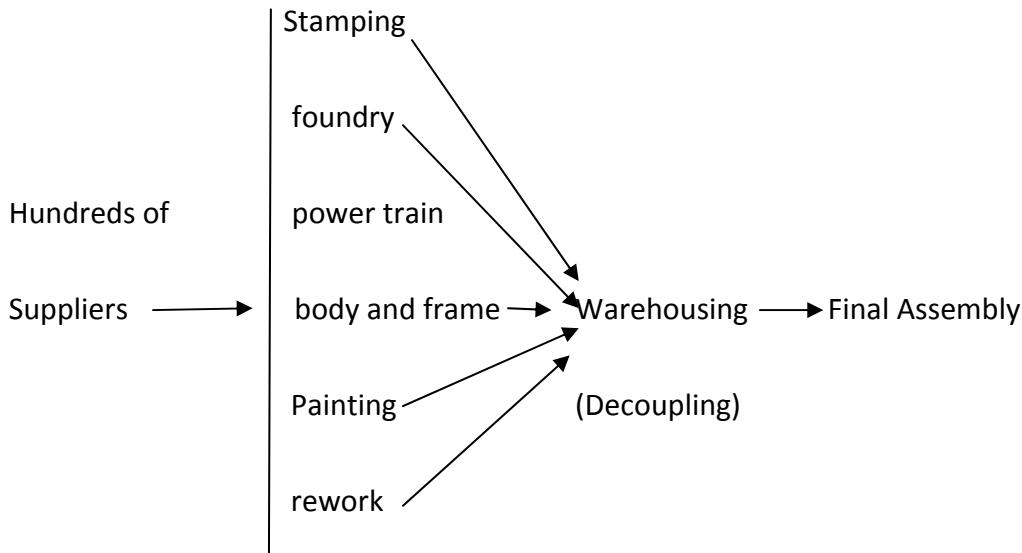 Stamping
foundry
Hundreds of power train
Suppliers body and frame Warehousing Final Assembly
Painting (Decoupling)
rework